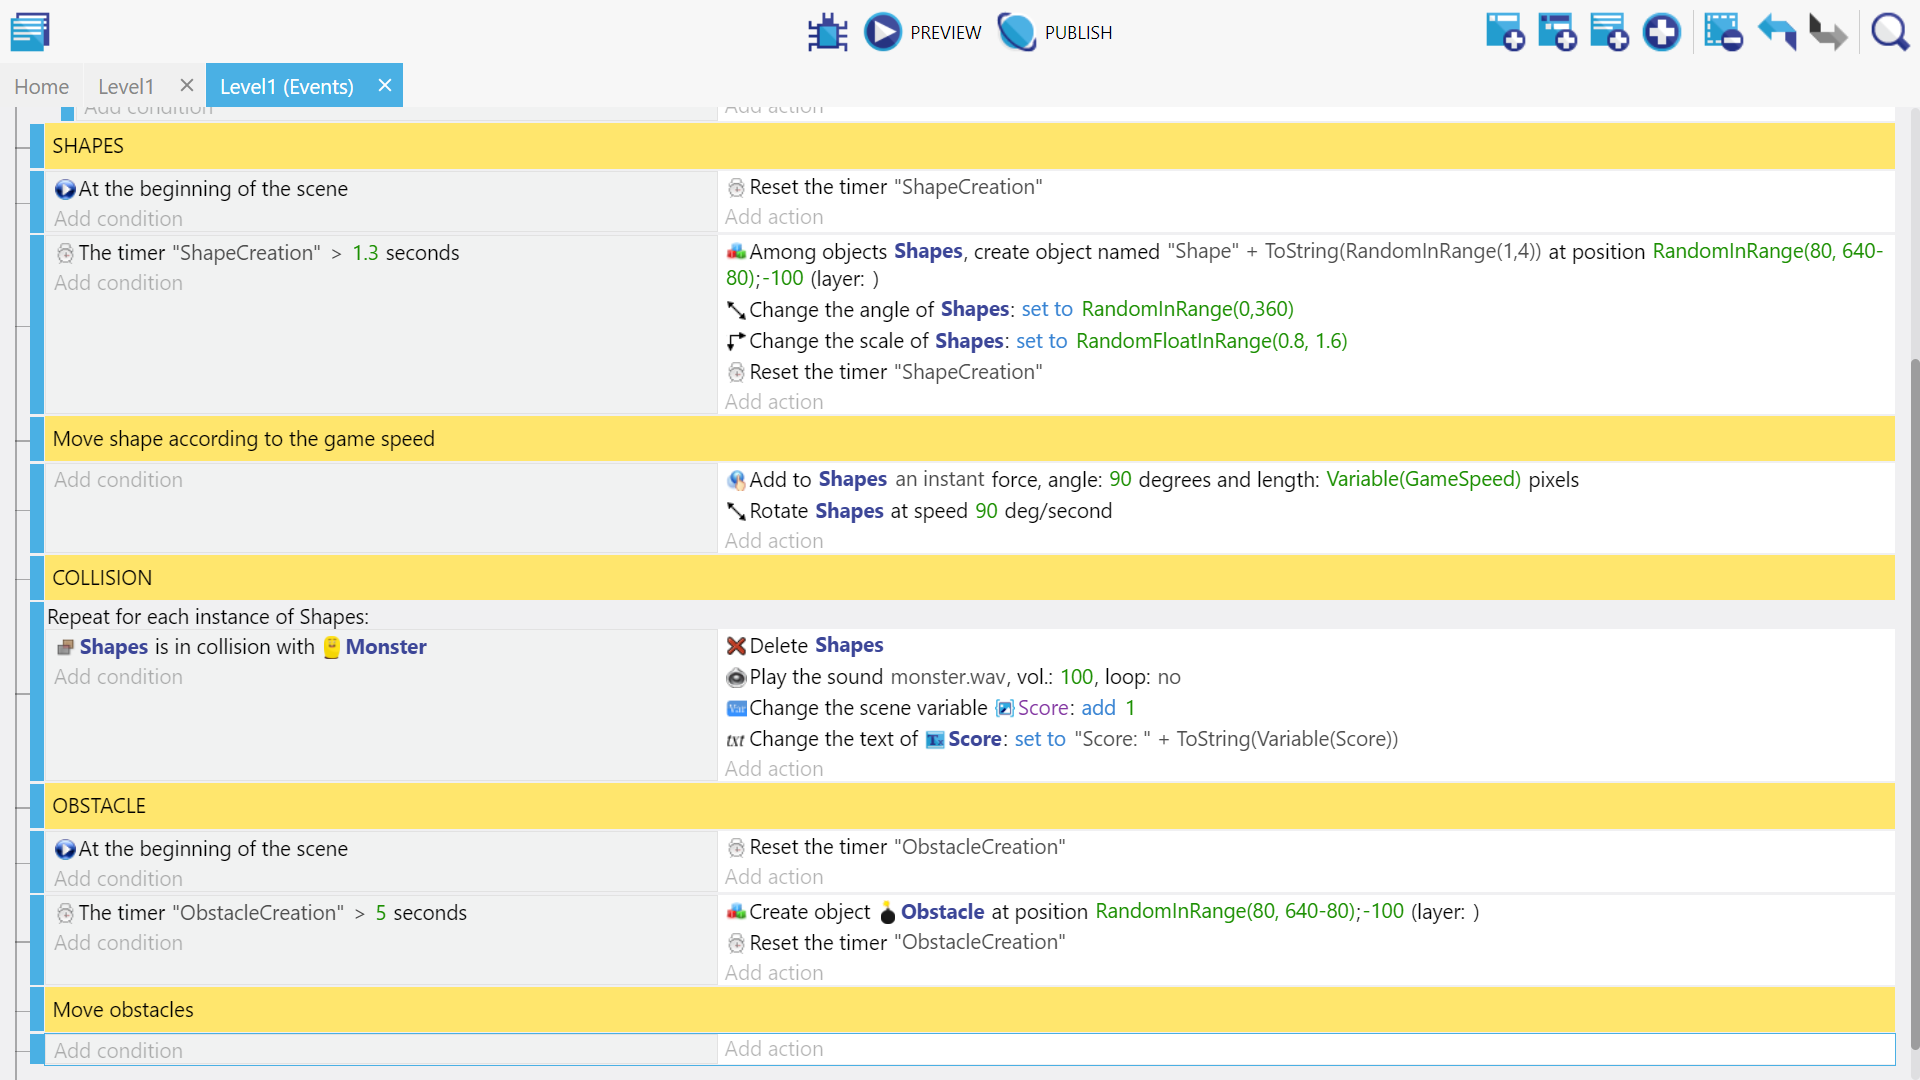 PREVIEW
PUBLISH
Home
Level1
Level1 (Events)
Add condition
Add action
SHAPES
At the beginning of the scene
Add condition
Reset the timer "ShapeCreation"
Add action
The timer "ShapeCreation" > 1.3 seconds
Add condition
Among objects Shapes, create object named "Shape" + ToString(RandomInRange(1,4)) at position RandomInRange(80, 640-
80);-100 (layer: )
Change the angle of Shapes: set to RandomInRange(0,360)
Change the scale of Shapes: set to RandomFloatInRange(0.8, 1.6)
Reset the timer "ShapeCreation"
Add action
Move shape according to the game speed
Add condition
Add to Shapes an instant force, angle: 90 degrees and length: Variable(GameSpeed) pixels
Rotate Shapes at speed 90 deg/second
Add action
COLLISION
Repeat for each instance of Shapes:
Shapes is in collision with Monster
Add condition
Delete Shapes
Play the sound monster.wav, vol.: 100, loop: no
Var Change the scene variable Score: add 1
txt Change the text of Tx Score: set to "Score: " + ToString(Variable(Score))
Add action
OBSTACLE
At the beginning of the scene
Add condition
Reset the timer "ObstacleCreation"
Add action
The timer "ObstacleCreation" > 5 seconds
Add condition
Create object Obstacle at position RandomInRange(80, 640-80);-100 (layer: )
Reset the timer "ObstacleCreation"
Add action
Move obstacles
Add condition
Add action